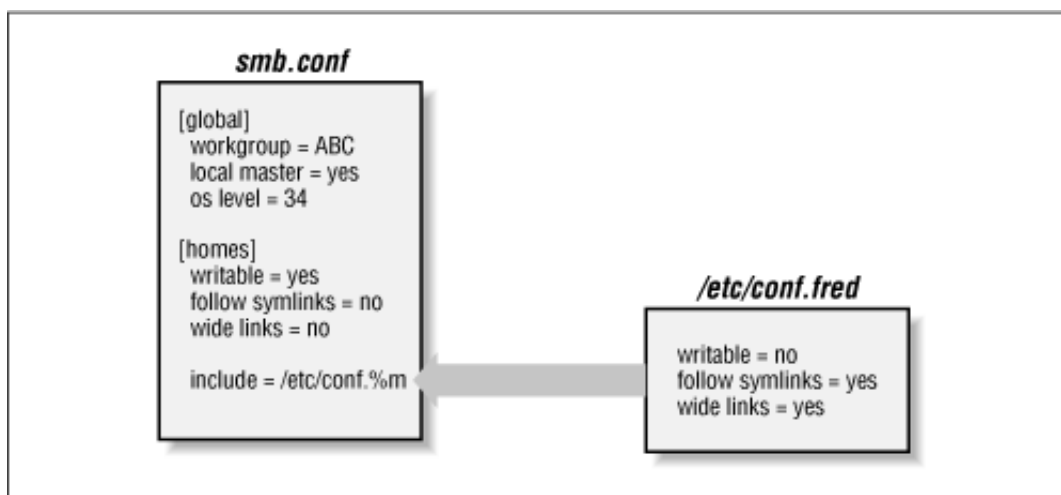 smb.conf
[global]
workgroup = ABC
local master = yes
os level = 34
[homes]
writable = yes
follow symlinks = no
wide links = no
include = /etc/conf.%m
/etc/conf.fred
writable = no
follow symlinks = yes
wide links = yes